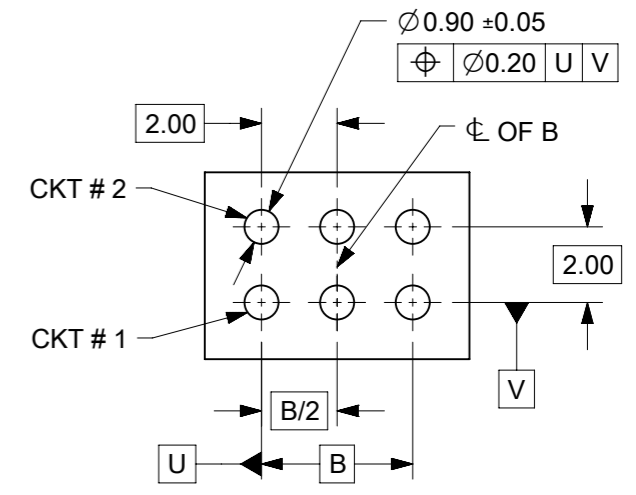 ∅0.90 ±0.05
⌖ ∅0.20 U V
2.00
℄ OF B
CKT # 2
2.00
CKT # 1
V
B/2
U
B